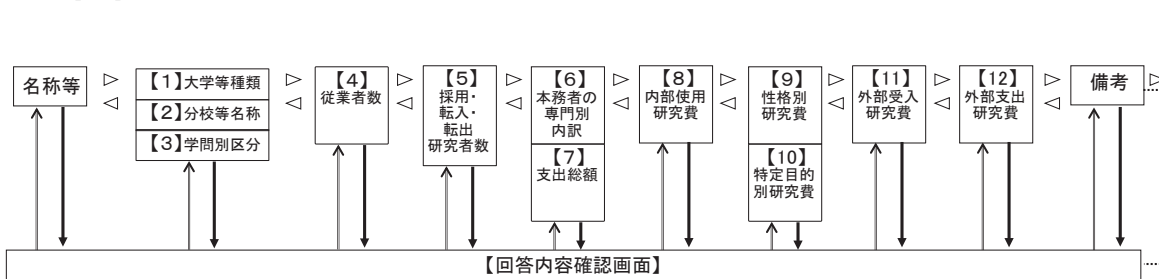 名称等
【1】大学等種類
【2】分校等名称
【3】学問別区分
【4】
従業者数
【5】
採用・
転入・
転出
研究者数
【6】
本務者の
専門別
内訳
【7】
支出総額
【8】
内部使用
研究費
【9】
性格別
研究費
【10】
特定目的
別研究費
【11】
外部受入
研究費
【12】
外部支出
研究費
備考
【回答内容確認画面】